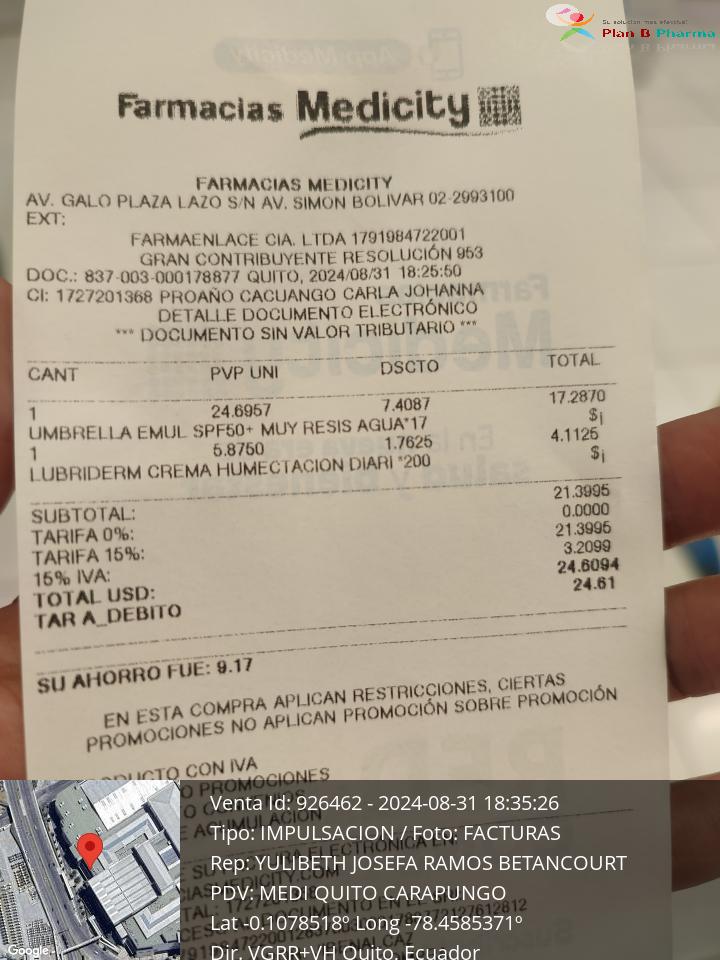 Su solucion mas efectiva!
Plan B Pharma
Farmacias Medicity
FARMACIAS MEDICITY
AV. GALO PLAZA LAZO S/N AV. SIMON BOLIVAR 02-2993100
EXT:
FARMAENLACE CIA. LTDA 1791984722001
GRAN CONTRIBUYENTE RESOLUCIÓN 953
DOC.: 837-003-000178877 QUITO, 2024/08/31 18:25:50
CI: 1727201368 PROAÑO CACUANGO CARLA JOHANNA
DETALLE DOCUMENTO ELECTRÓNICO
*** DOCUMENTO SIN VALOR TRIBUTARIO ***
CANT PVP UNI DSCTO TOTAL
1 24.6957 7.4087 17.2870
UMBRELLA EMUL SPF50+ MUY RESIS AGUA*17 $¡
1 5.8750 1.7625 4.1125
LUBRIDERM CREMA HUMECTACION DIARI *200 $¡
SUBTOTAL: 21.3995
TARIFA 0%: 0.0000
TARIFA 15%: 21.3995
15% IVA: 3.2099
TOTAL USD: 24.6094
TAR A_DEBITO 24.61
SU AHORRO FUE: 9.17
EN ESTA COMPRA APLICAN RESTRICCIONES, CIERTAS
PROMOCIONES NO APLICAN PROMOCIÓN SOBRE PROMOCIÓN
CON IVA
PROMOCIONES
Venta Id: 926462 - 2024-08-31 18:35:26
Tipo: IMPULSACION / Foto: FACTURAS
Rep: YULIBETH JOSEFA RAMOS BETANCOURT
PDV: MEDI QUITO CARAPUNGO
Lat -0.1078518º Long -78.4585371º
Dir. VGRR+VH Quito, Ecuador
Google